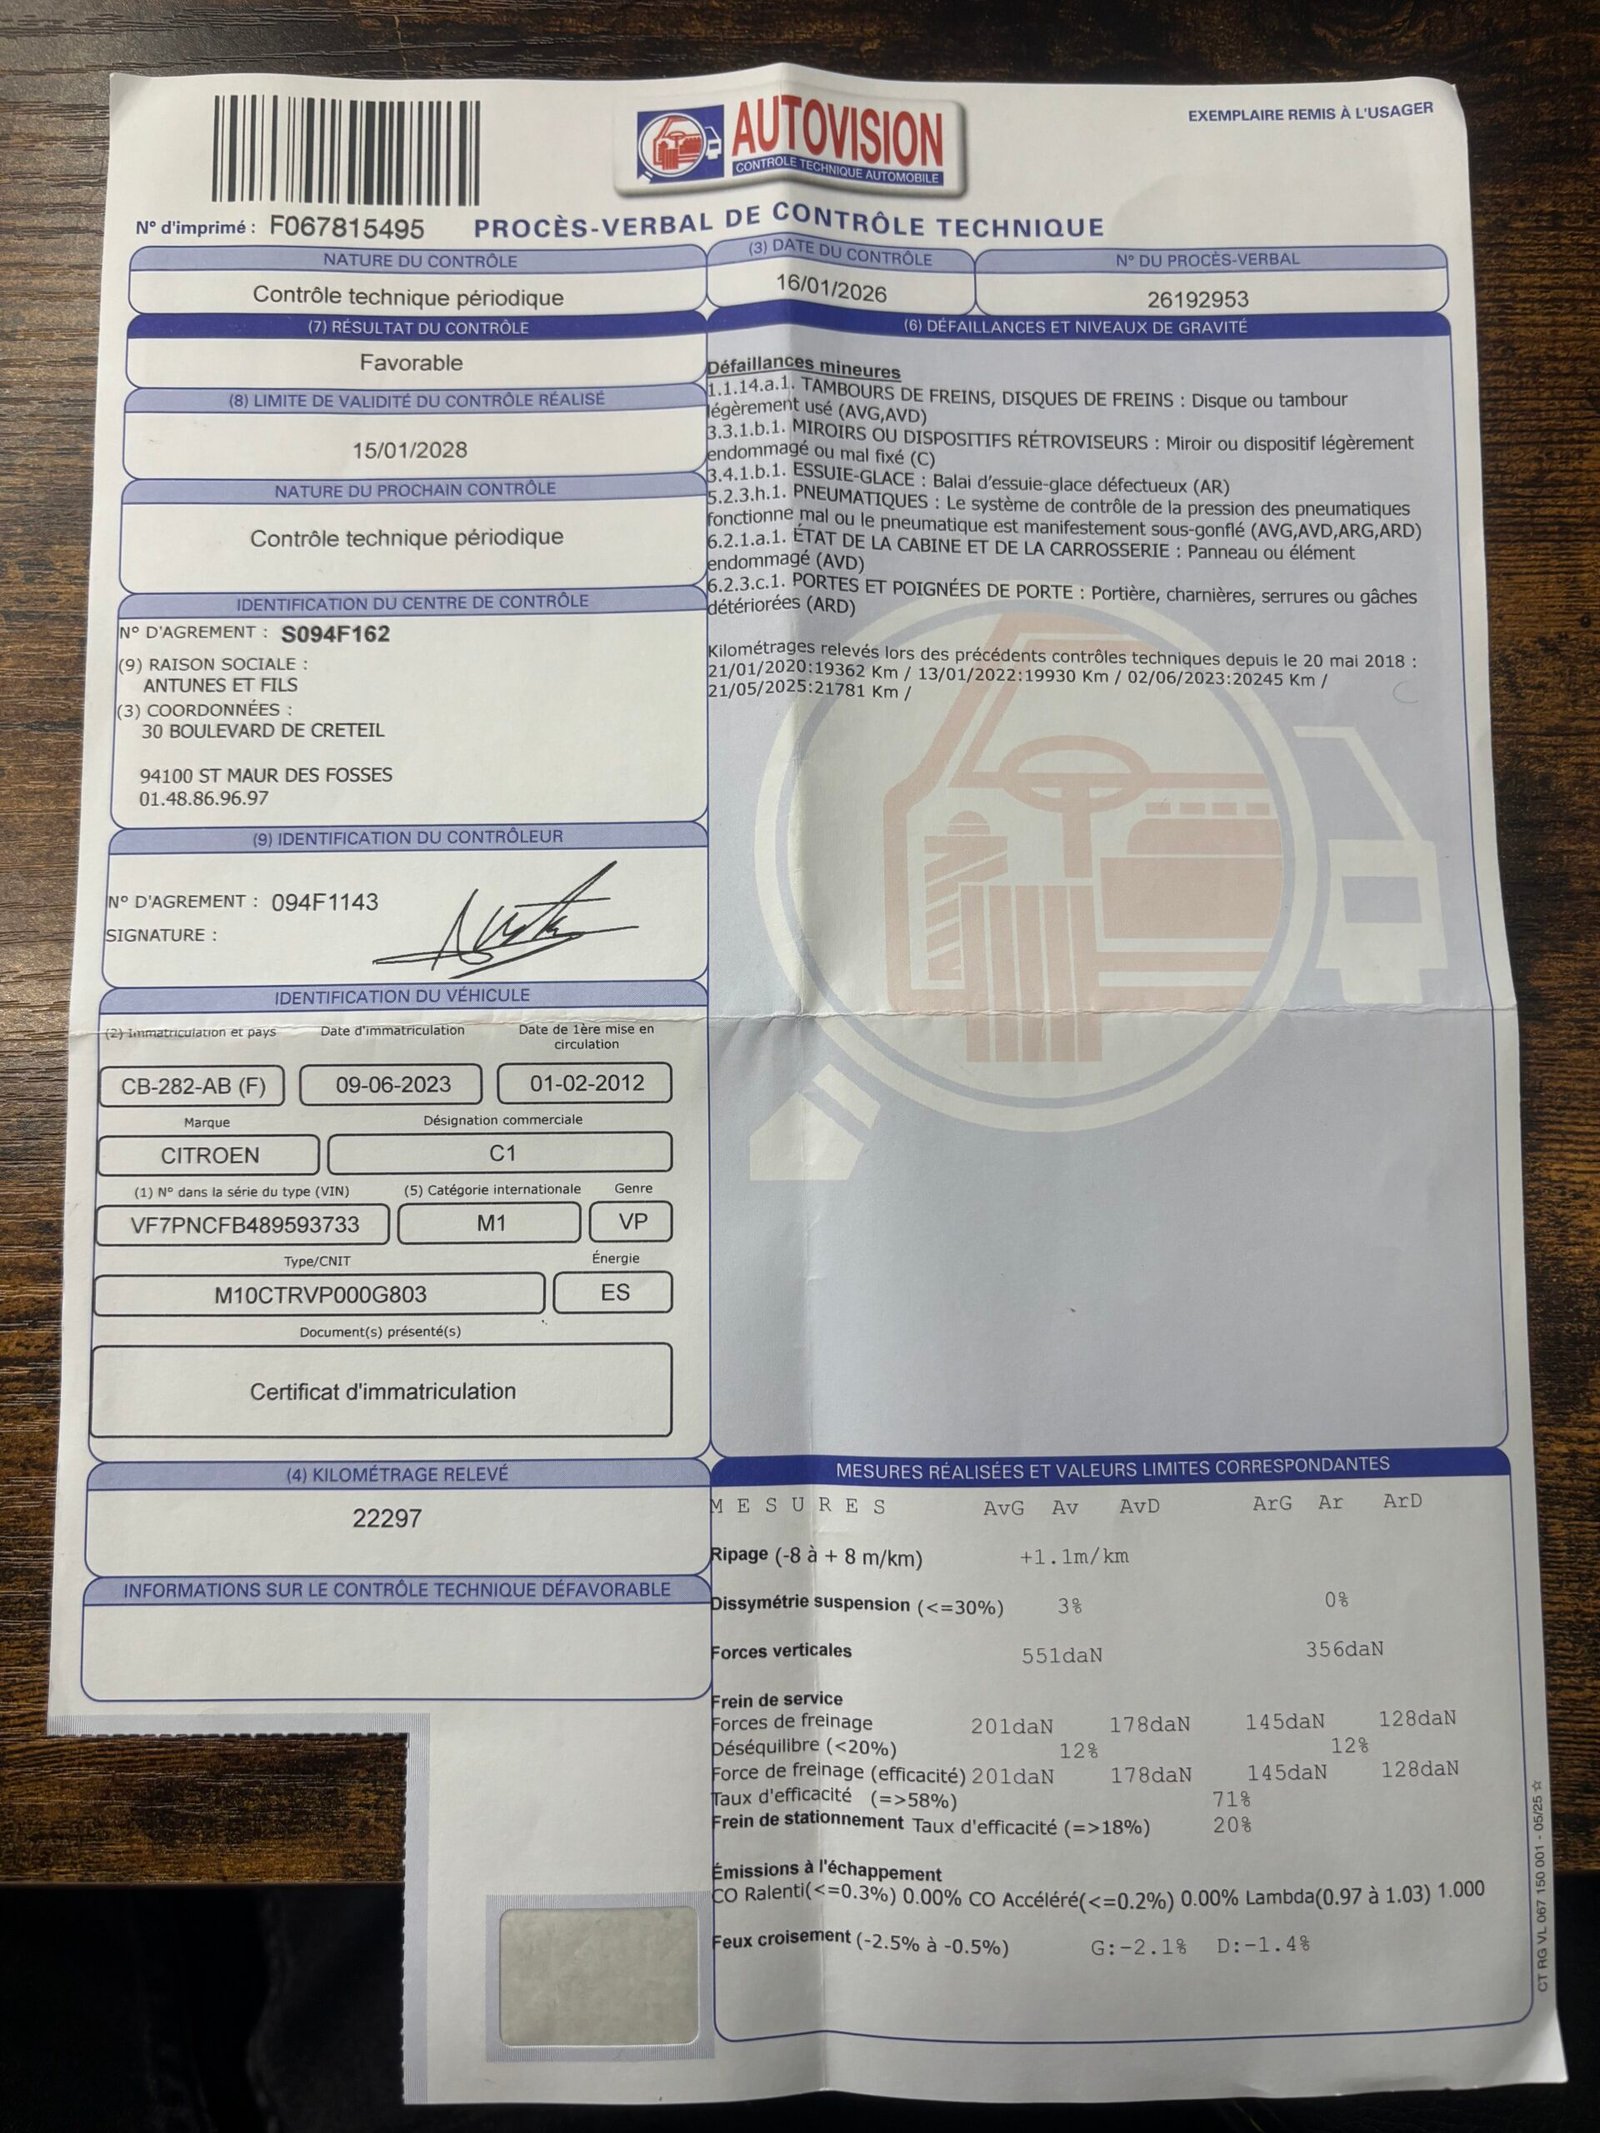 AUTOVISION
CONTROLE TECHNIQUE AUTOMOBILE
EXEMPLAIRE REMIS À L'USAGER
N° d'imprimé : F067815495
PROCÈS-VERBAL DE CONTRÔLE TECHNIQUE
NATURE DU CONTRÔLE
Contrôle technique périodique
(3) DATE DU CONTRÔLE
16/01/2026
N° DU PROCÈS-VERBAL
26192953
(7) RÉSULTAT DU CONTRÔLE
Favorable
(8) LIMITE DE VALIDITÉ DU CONTRÔLE RÉALISÉ
15/01/2028
NATURE DU PROCHAIN CONTRÔLE
Contrôle technique périodique
IDENTIFICATION DU CENTRE DE CONTRÔLE
N° D'AGREMENT : S094F162
(9) RAISON SOCIALE :
ANTUNES ET FILS
(3) COORDONNÉES :
30 BOULEVARD DE CRETEIL
94100 ST MAUR DES FOSSES
01.48.86.96.97
(9) IDENTIFICATION DU CONTRÔLEUR
N° D'AGREMENT : 094F1143
SIGNATURE :
IDENTIFICATION DU VÉHICULE
(2) Immatriculation et pays
Date d'immatriculation
Date de 1ère mise en
circulation
CB-282-AB (F)
09-06-2023
01-02-2012
Marque
Désignation commerciale
CITROEN
C1
(1) N° dans la série du type (VIN)
(5) Catégorie internationale
Genre
VF7PNCFB489593733
M1
VP
Type/CNIT
Énergie
M10CTRVP000G803
ES
Document(s) présenté(s)
Certificat d'immatriculation
(4) KILOMÉTRAGE RELEVÉ
22297
INFORMATIONS SUR LE CONTRÔLE TECHNIQUE DÉFAVORABLE
(6) DÉFAILLANCES ET NIVEAUX DE GRAVITÉ
Défaillances mineures
1.1.14.a.1. TAMBOURS DE FREINS, DISQUES DE FREINS : Disque ou tambour
légèrement usé (AVG,AVD)
3.3.1.b.1. MIROIRS OU DISPOSITIFS RÉTROVISEURS : Miroir ou dispositif légèrement
endommagé ou mal fixé (C)
3.4.1.b.1. ESSUIE-GLACE : Balai d'essuie-glace défectueux (AR)
5.2.3.h.1. PNEUMATIQUES : Le système de contrôle de la pression des pneumatiques
fonctionne mal ou le pneumatique est manifestement sous-gonflé (AVG,AVD,ARG,ARD)
6.2.1.a.1. ÉTAT DE LA CABINE ET DE LA CARROSSERIE : Panneau ou élément
endommagé (AVD)
6.2.3.c.1. PORTES ET POIGNÉES DE PORTE : Portière, charnières, serrures ou gâches
détériorées (ARD)
Kilométrages relevés lors des précédents contrôles techniques depuis le 20 mai 2018 :
21/01/2020:19362 Km / 13/01/2022:19930 Km / 02/06/2023:20245 Km /
21/05/2025:21781 Km /
MESURES RÉALISÉES ET VALEURS LIMITES CORRESPONDANTES
M E S U R E S AvG Av AvD ArG Ar ArD
Ripage (-8 à + 8 m/km) +1.1m/km
Dissymétrie suspension (<=30%) 3% 0%
Forces verticales 551daN 356daN
Frein de service
Forces de freinage 201daN 178daN 145daN 128daN
Déséquilibre (<20%) 12% 12%
Force de freinage (efficacité) 201daN 178daN 145daN 128daN
Taux d'efficacité (=>58%) 71%
Frein de stationnement Taux d'efficacité (=>18%) 20%
Émissions à l'échappement
CO Ralenti(<=0.3%) 0.00% CO Accéléré(<=0.2%) 0.00% Lambda(0.97 à 1.03) 1.000
Feux croisement (-2.5% à -0.5%) G:-2.1% D:-1.4%
CT RG VL 067 150 001 - 05/25 ☆